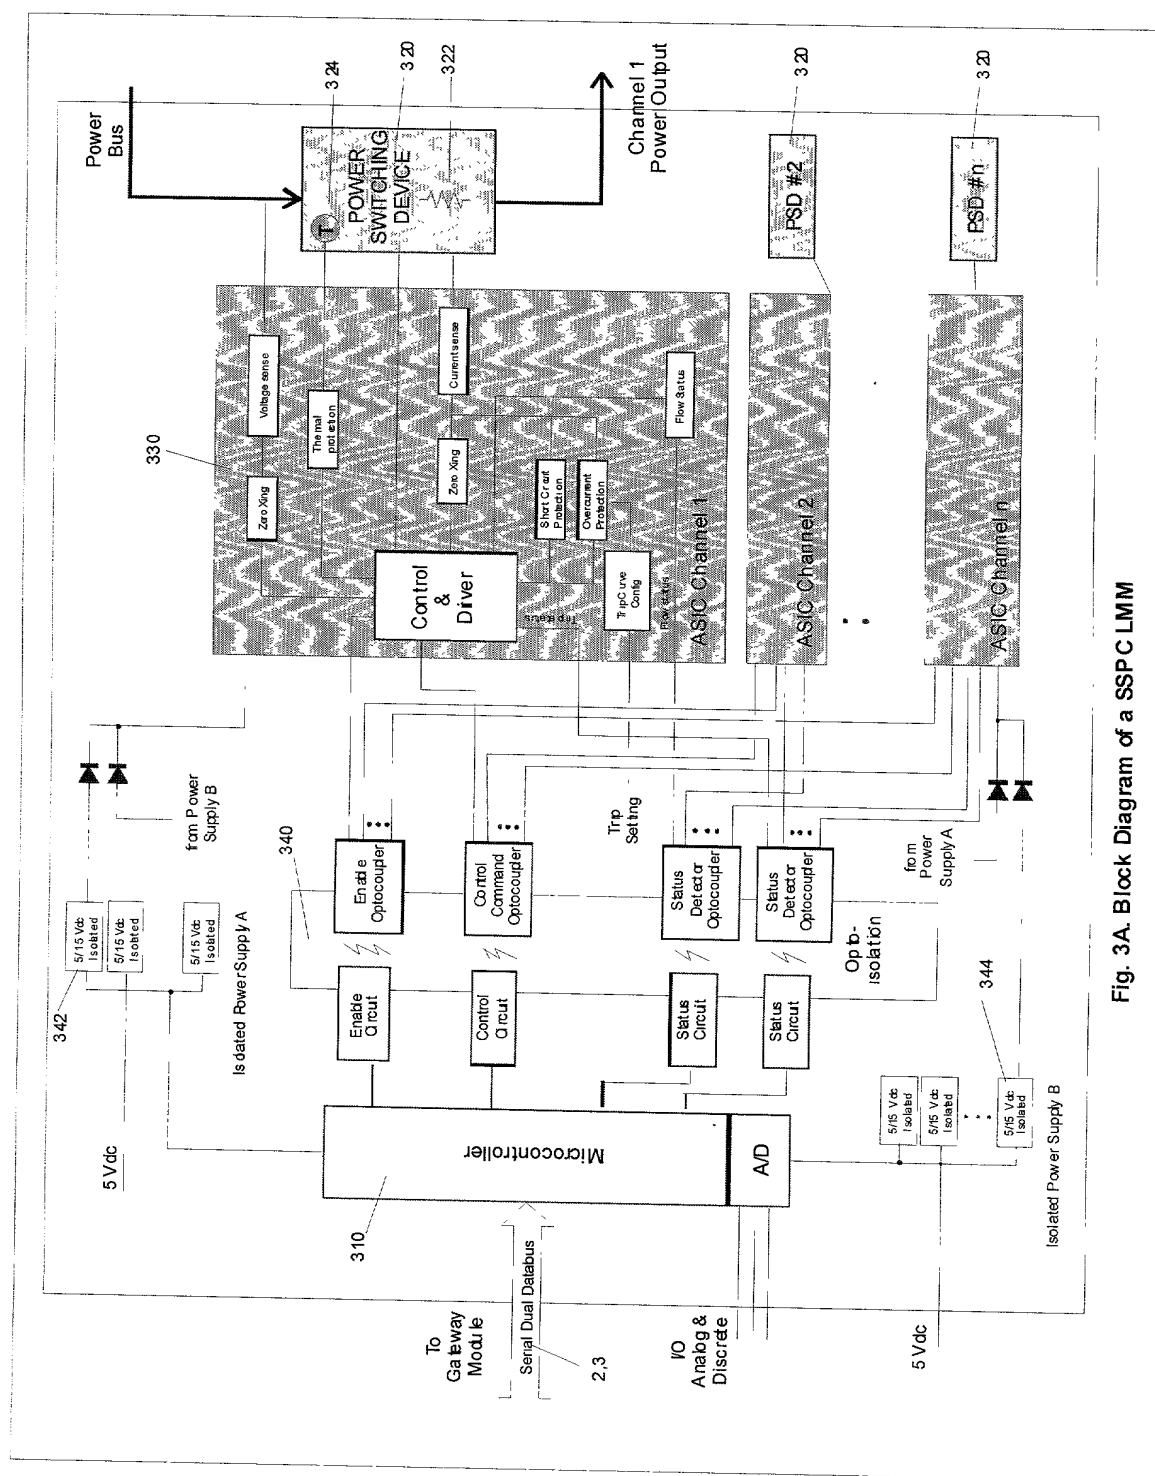 Power
Bus
324
320
322
Channel 1
Power Output
320
320
POWER
SWITCHING
DEVICE
T
PSD #2
PSD #n
330
Voltage sense
Zero Xing
Thermal
protection
Current sense
Zero Xing
Short Circuit
Protection
Overcurrent
Protection
Flow Status
Control
&
Driver
Trip status
Trip Curve
Config
Flow status
ASIC Channel 1
ASIC Channel 2
ASIC Channel n
from Power
Supply B
340
Enable
Optocoupler
Control
Command
Optocoupler
Trip
Setting
Status
Detector
Optocoupler
Status
Detector
Optocoupler
from
Power
Supply A
342
5/15 Vdc
Isolated
5/15 Vdc
Isolated
5/15 Vdc
Isolated
Isolated Power Supply A
Enable
Circuit
Control
Circuit
Status
Circuit
Status
Circuit
Opto-
Isolation
344
5 Vdc
310
Microcontroller
A/D
5/15 Vdc
Isolated
5/15 Vdc
Isolated
5/15 Vdc
Isolated
Isolated Power Supply B
To
Gateway
Module
Serial Dual Databus
2,3
I/O
Analog &
Discrete
5 Vdc
Fig. 3A. Block Diagram of a SSPC LMM